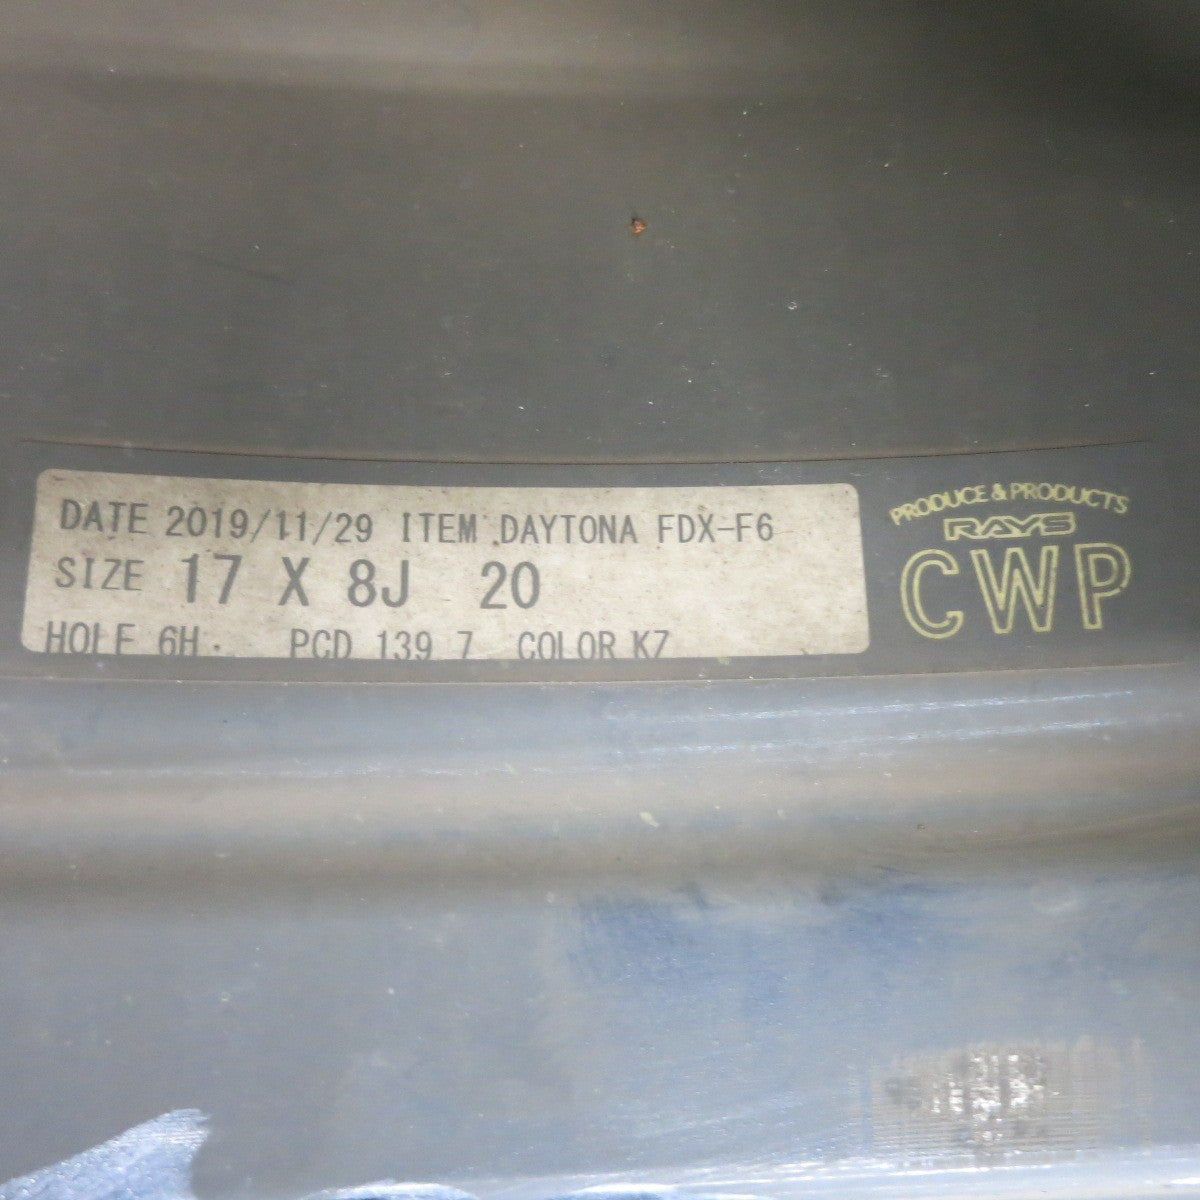 DATE 2019/11/29 ITEM DAYTONA FDX-F6
SIZE 17 X 8J 20
HOLE 6H PCD 139.7 COLOR KZ
PRODUCE & PRODUCTS
RAYS
CWP